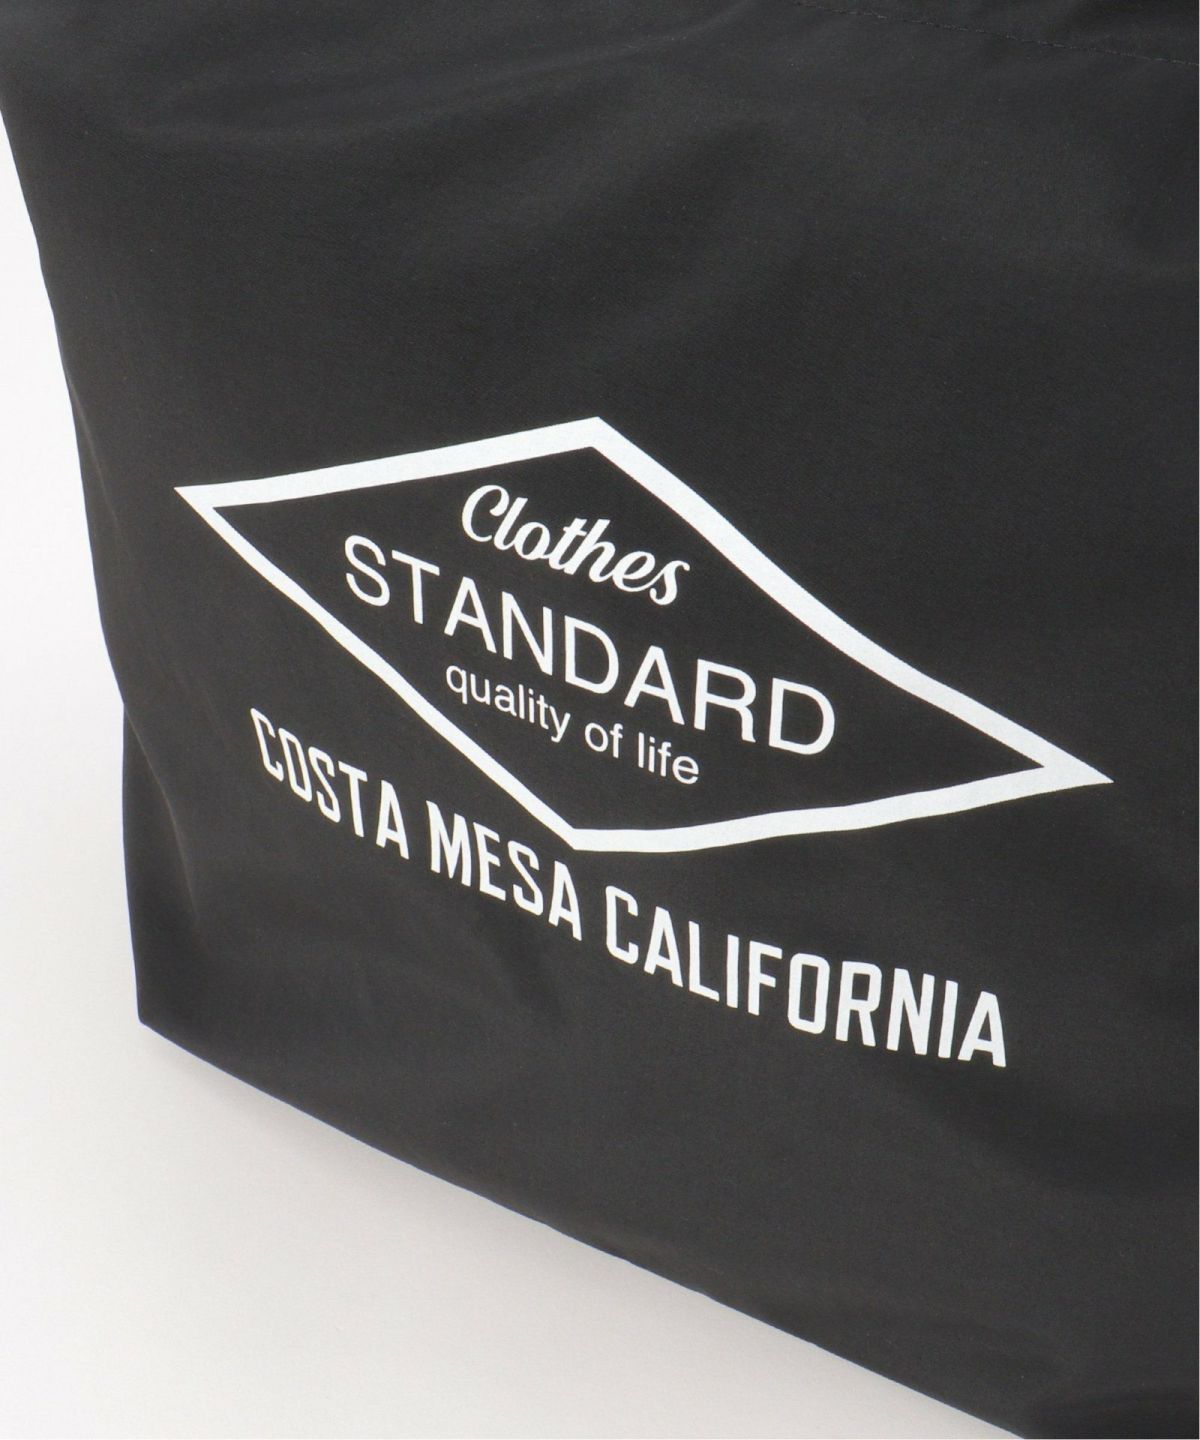 Clothes
STANDARD
quality of life
COSTA MESA CALIFORNIA